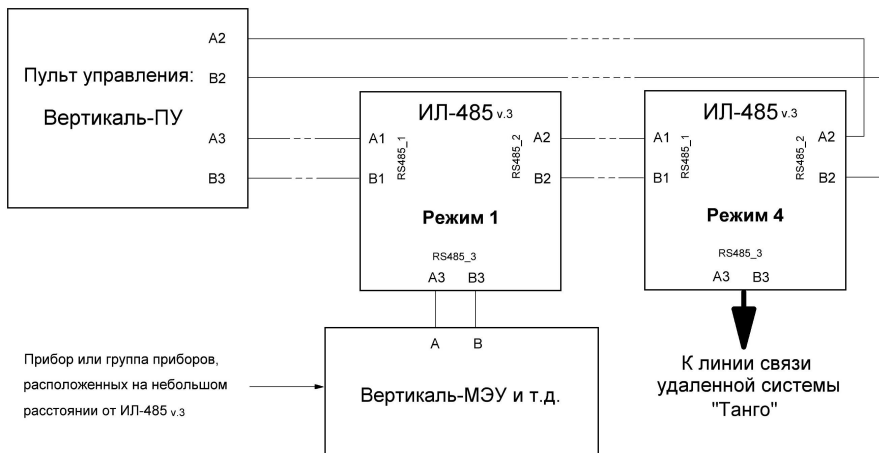 Пульт управления:
Вертикаль-ПУ
A2
B2
A3
B3
ИЛ-485 v.3
A1
B1
RS485_1
RS485_2
A2
B2
Режим 1
RS485_3
A3 B3
ИЛ-485 v.3
A1
B1
RS485_1
RS485_2
A2
B2
Режим 4
RS485_3
A3 B3
A B
Вертикаль-МЭУ и т.д.
Прибор или группа приборов,
расположенных на небольшом
расстоянии от ИЛ-485 v.3
К линии связи
удаленной системы
"Танго"